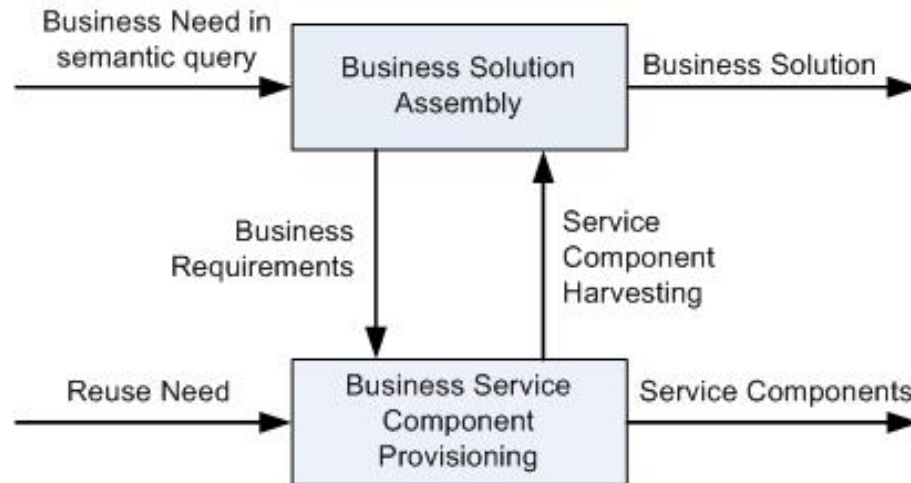 Business Need in
semantic query
Business Solution
Assembly
Business Solution
Business
Requirements
Service
Component
Harvesting
Reuse Need
Business Service
Component
Provisioning
Service Components